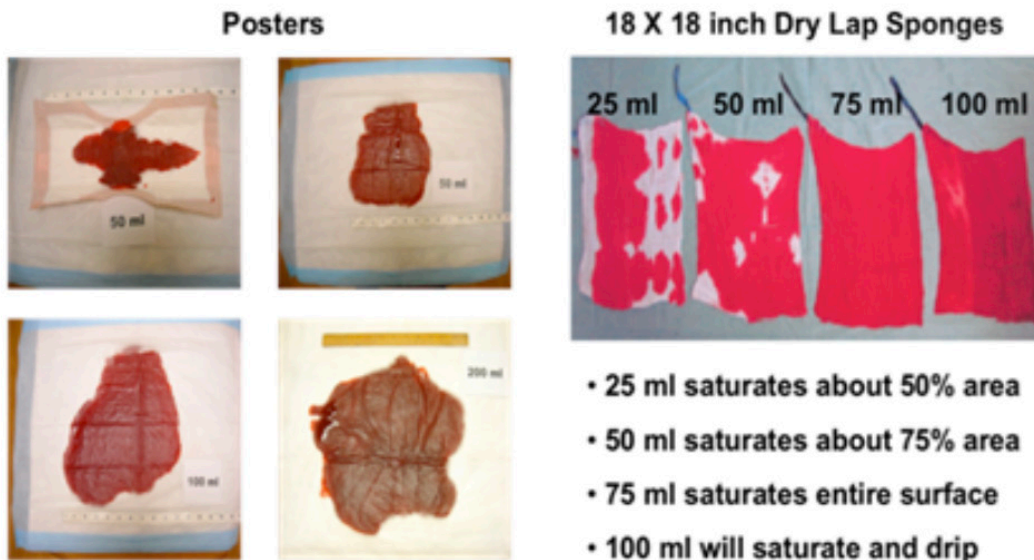 Posters
50 ml
50 ml
100 ml
200 ml
18 X 18 inch Dry Lap Sponges
25 ml 50 ml 75 ml 100 ml
• 25 ml saturates about 50% area
• 50 ml saturates about 75% area
• 75 ml saturates entire surface
• 100 ml will saturate and drip